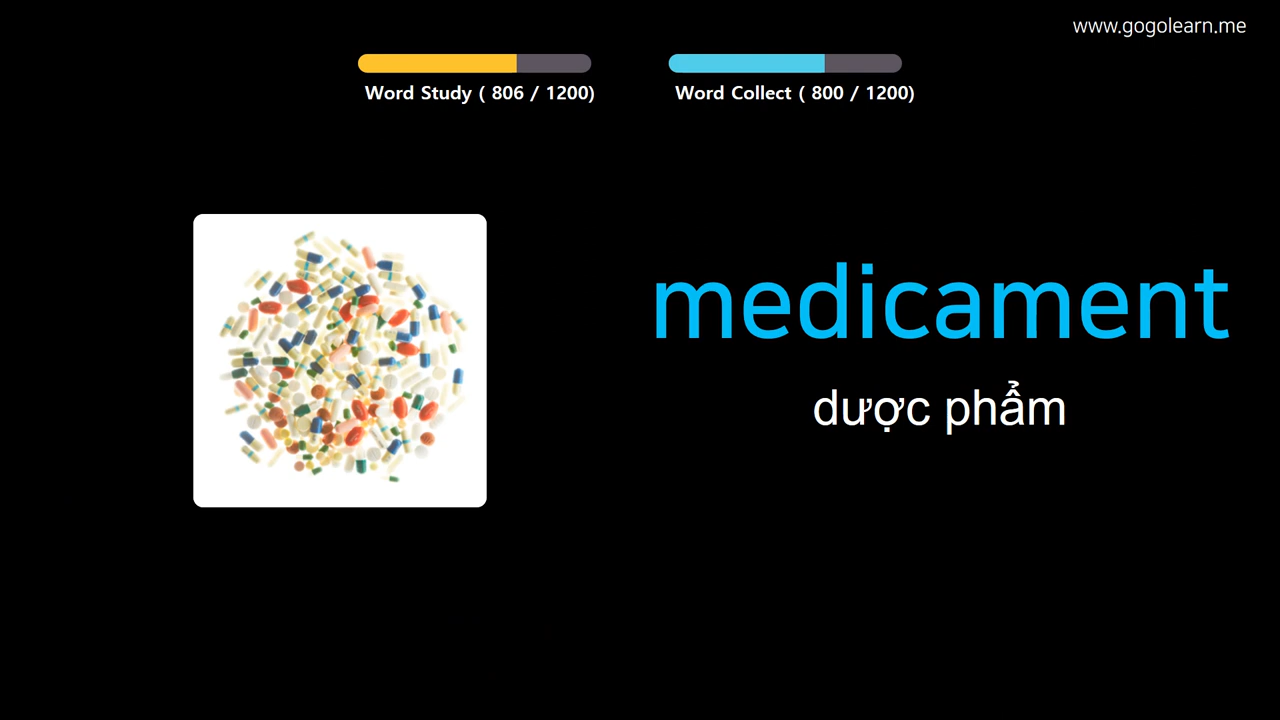 www.gogolearn.me
Word Study ( 806 / 1200)
Word Collect ( 800 / 1200)
medicament
dược phẩm